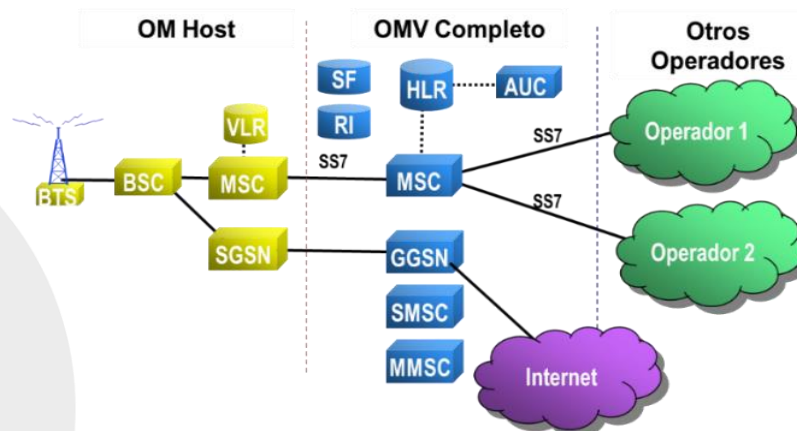 OM Host
OMV Completo
Otros
Operadores
SF
HLR
AUC
VLR
RI
SS7
SS7
Operador 1
BTS
BSC
MSC
MSC
SS7
Operador 2
SGSN
GGSN
SMSC
MMSC
Internet